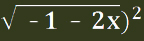 √ -1 - 2x)²